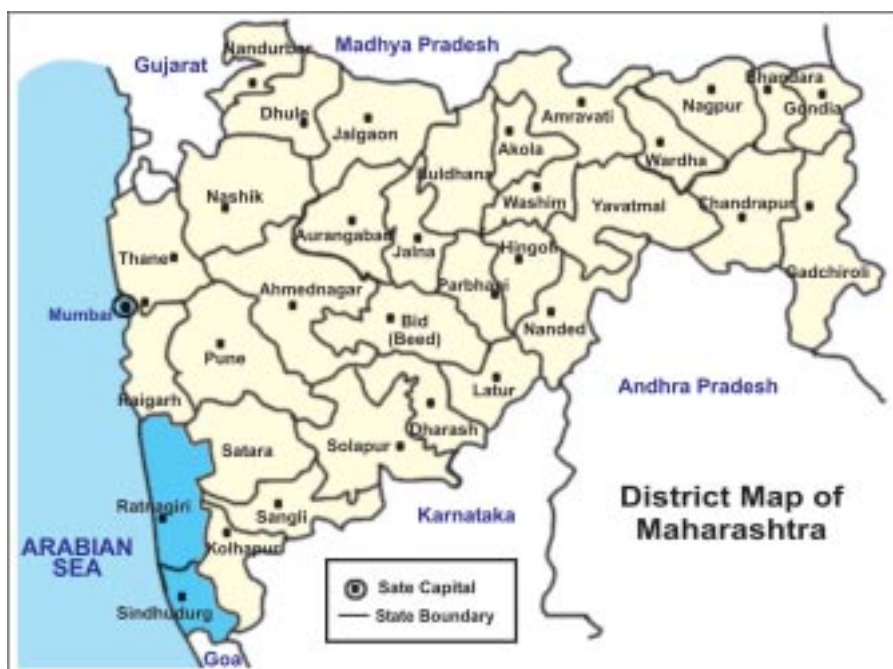 Nandurbar
Madhya Pradesh
Gujarat
Bhandara
Dhule
Jalgaon
Amravati
Nagpur
Gondia
Akola
Wardha
Buldhana
Nashik
Washim
Yavatmal
Chandrapur
Aurangabad
Jalna
Hingoli
Thane
Gadchiroli
Ahmednagar
Parbhani
Mumbai
Bid
(Beed)
Nanded
Pune
Latur
Andhra Pradesh
Raigarh
Dharash
Satara
Solapur
District Map of
Maharashtra
Ratnagiri
Sangli
Karnataka
ARABIAN
SEA
Kolhapur
Sate Capital
State Boundary
Sindhudurg
Goa